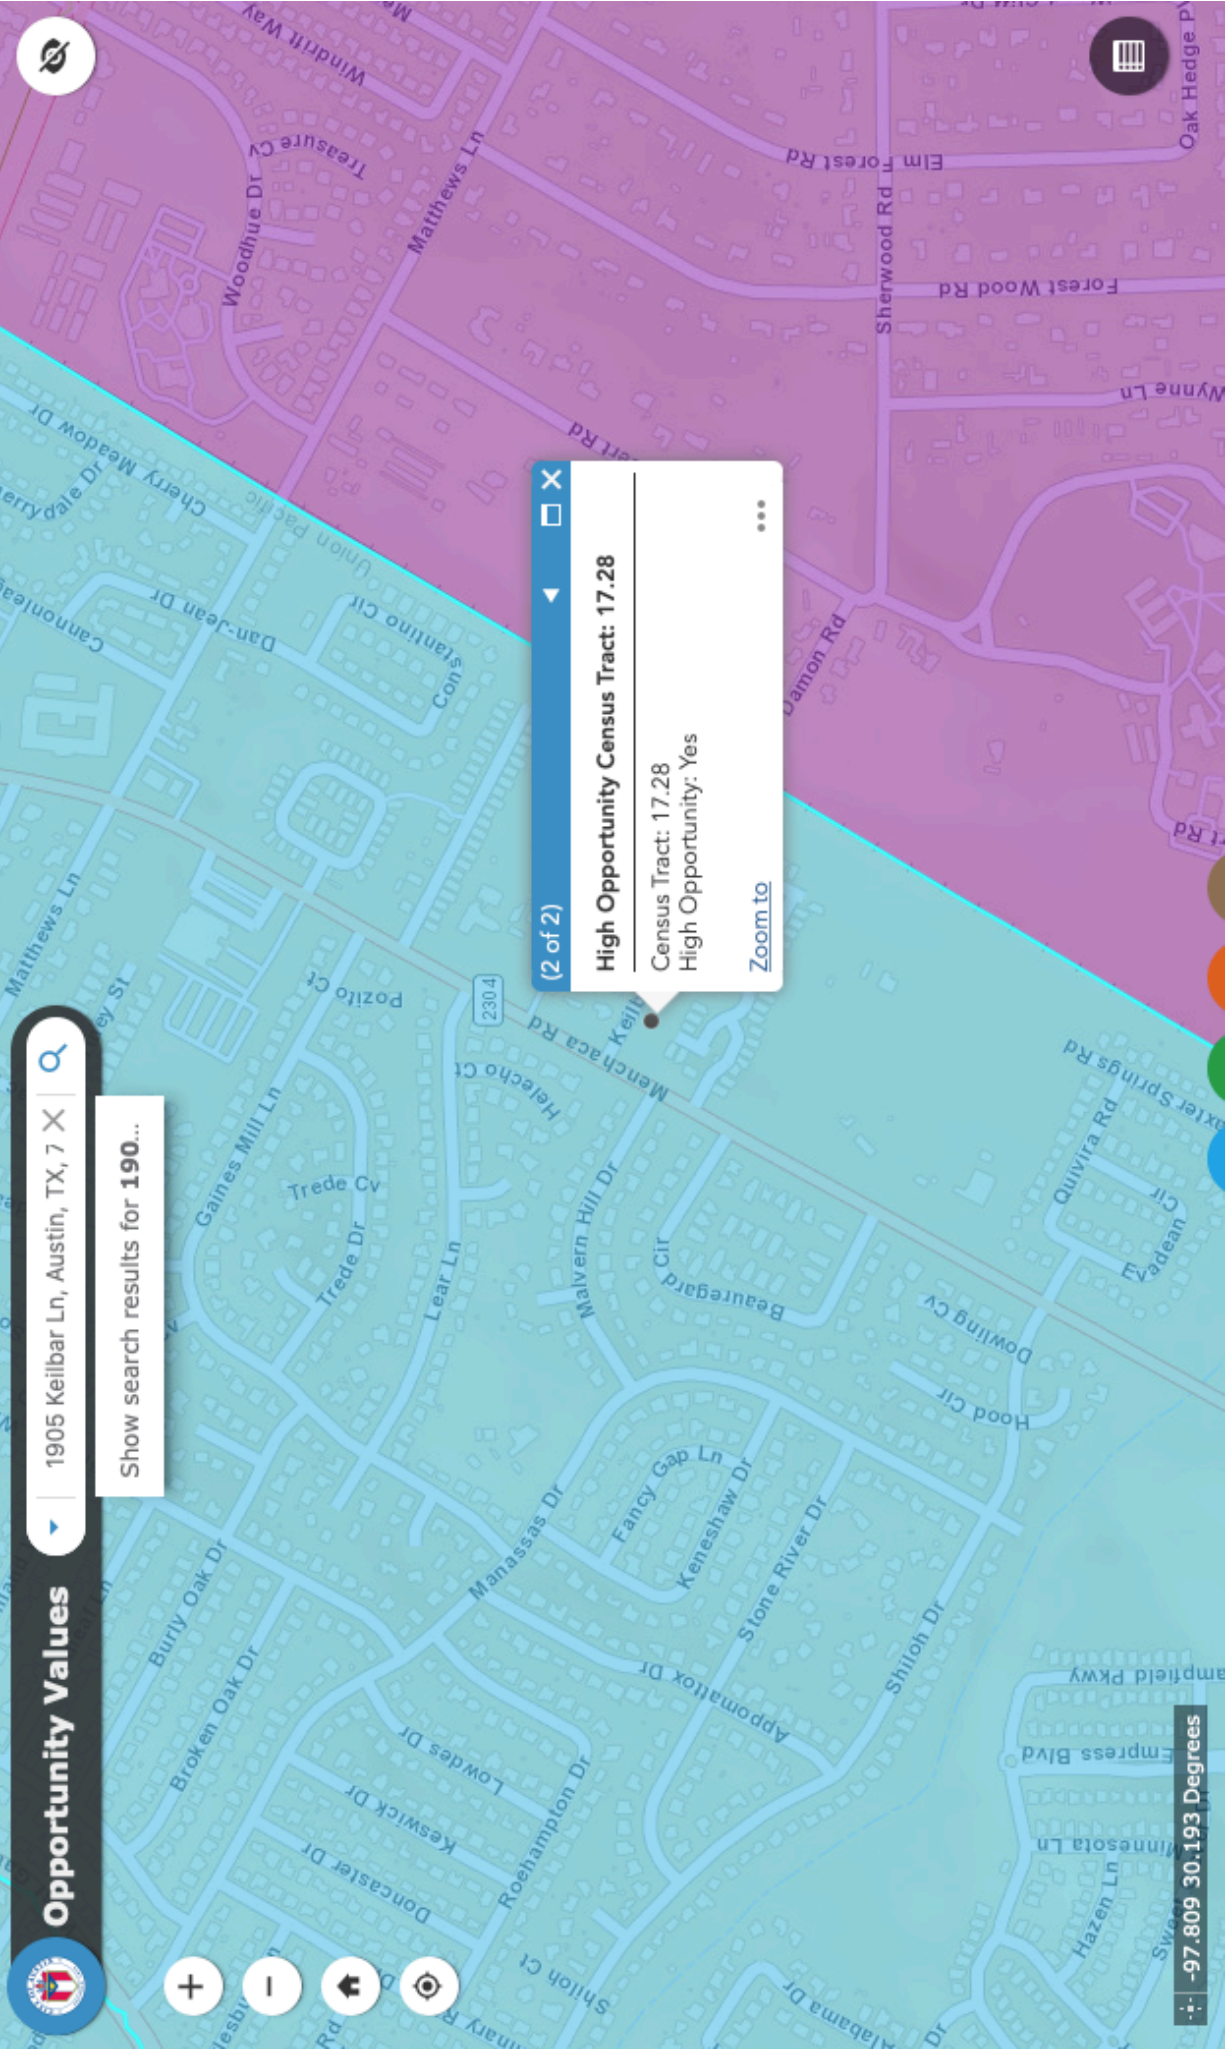 Opportunity Values
1905 Keilbar Ln, Austin, TX, 7
Show search results for 190...
(2 of 2)
High Opportunity Census Tract: 17.28
Census Tract: 17.28
High Opportunity: Yes
Zoom to
-97.809 30.193 Degrees
Windrift Way
Treasure Cv
Woodhue Dr
Matthews Ln
Elm Forest Rd
Sherwood Rd
Forest Wood Rd
Oak Hedge Pl
Wynne Ln
Damon Rd
Cherry Meadow Dr
Union Pacific
Dan-Jean Dr
Constantino Cir
Matthews Ln
Pozito Ct
2304
Menchaca Rd
Helecho Ct
Gaines Mill Ln
Trede Cv
Trede Dr
Lear Ln
Malvern Hill Dr
Beauregard Cir
Dowling Cv
Hood Cir
Quivira Rd
Evadean Cir
Fancy Gap Ln
Keneshaw Dr
Manassas Dr
Stone River Dr
Shiloh Dr
Appomattox Dr
Burly Oak Dr
Broken Oak Dr
Lowdes Dr
Keswick Dr
Doncaster Dr
Roehampton Dr
Shiloh Ct
Alabama Dr
Empress Blvd
Minnesota Ln
Hazen Ln